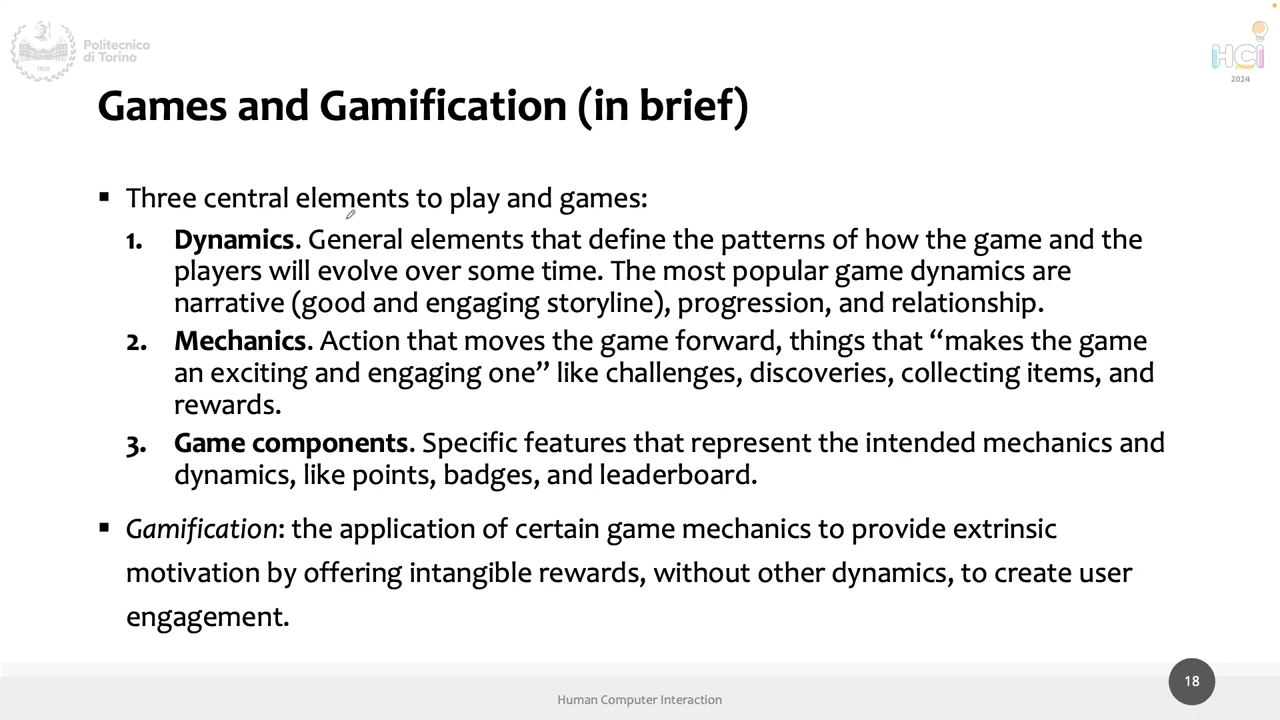 Politecnico
di Torino
1859
HCI
2024
Games and Gamification (in brief)
▪ Three central elements to play and games:
1. Dynamics. General elements that define the patterns of how the game and the
players will evolve over some time. The most popular game dynamics are
narrative (good and engaging storyline), progression, and relationship.
2. Mechanics. Action that moves the game forward, things that “makes the game
an exciting and engaging one” like challenges, discoveries, collecting items, and
rewards.
3. Game components. Specific features that represent the intended mechanics and
dynamics, like points, badges, and leaderboard.
▪ Gamification: the application of certain game mechanics to provide extrinsic
motivation by offering intangible rewards, without other dynamics, to create user
engagement.
Human Computer Interaction
18